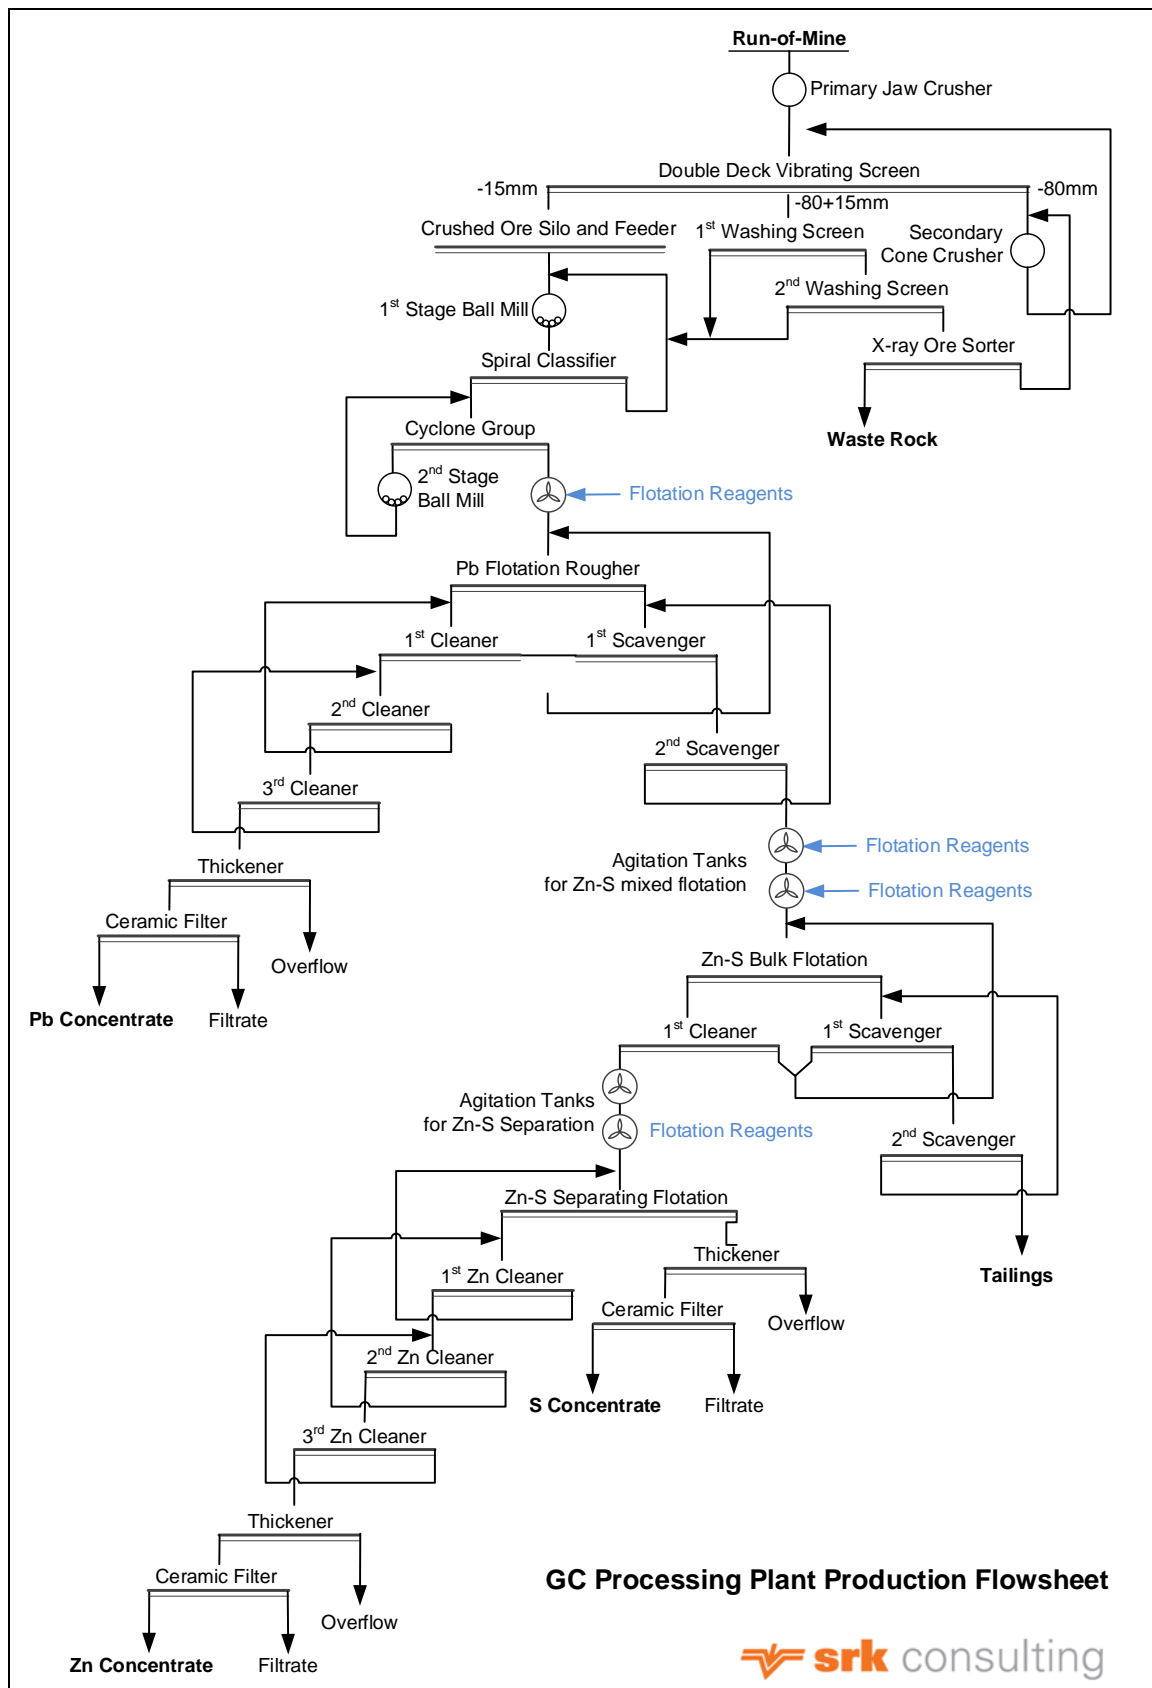 Run-of-Mine
Primary Jaw Crusher
Double Deck Vibrating Screen
-15mm
-80+15mm
-80mm
Crushed Ore Silo and Feeder
1st Washing Screen
Secondary
Cone Crusher
2nd Washing Screen
1st Stage Ball Mill
X-ray Ore Sorter
Spiral Classifier
Waste Rock
Cyclone Group
2nd Stage
Ball Mill
Flotation Reagents
Pb Flotation Rougher
1st Cleaner
1st Scavenger
2nd Cleaner
2nd Scavenger
3rd Cleaner
Thickener
Agitation Tanks
for Zn-S mixed flotation
Flotation Reagents
Flotation Reagents
Ceramic Filter
Overflow
Pb Concentrate
Filtrate
Zn-S Bulk Flotation
1st Cleaner
1st Scavenger
Agitation Tanks
for Zn-S Separation
Flotation Reagents
2nd Scavenger
Zn-S Separating Flotation
Thickener
Tailings
1st Zn Cleaner
Ceramic Filter
Overflow
2nd Zn Cleaner
S Concentrate
Filtrate
3rd Zn Cleaner
Thickener
Ceramic Filter
Overflow
Zn Concentrate
Filtrate
GC Processing Plant Production Flowsheet
srk consulting